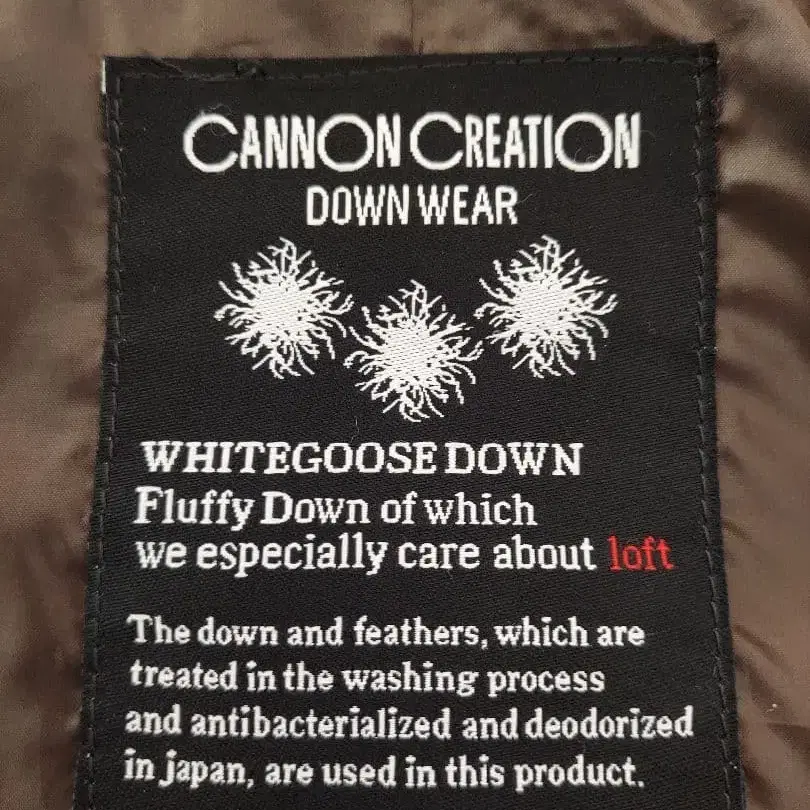 CANNON CREATION
DOWN WEAR
WHITEGOOSE DOWN
Fluffy Down of which
we especially care about loft
The down and feathers, which are
treated in the washing process
and antibacterialized and deodorized
in japan, are used in this product.